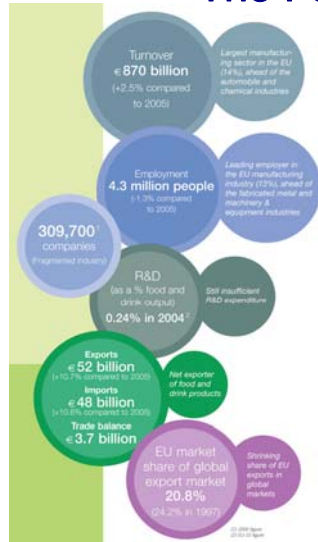 Turnover
€ 870 billion
(+2.5% compared
to 2005)
Largest manufactur-
ing sector in the EU
(14%), ahead of the
automobile and
chemical industries
Employment
4.3 million people
(-1.3% compared
to 2005)
Leading employer in
the EU manufacturing
industry (13%), ahead of
the fabricated metal and
machinery &
equipment industries
309,700¹
companies
(Fragmented industry)
R&D
(as a % food and
drink output)
0.24% in 2004²
Still insufficient
R&D expenditure
Exports
€ 52 billion
(+10.7% compared to 2005)
Imports
€ 48 billion
(+10.6% compared to 2005)
Trade balance
€ 3.7 billion
Net exporter
of food and
drink products
EU market
share of global
export market
20.8%
(24.2% in 1997)
Shrinking
share of EU
exports in
global
markets